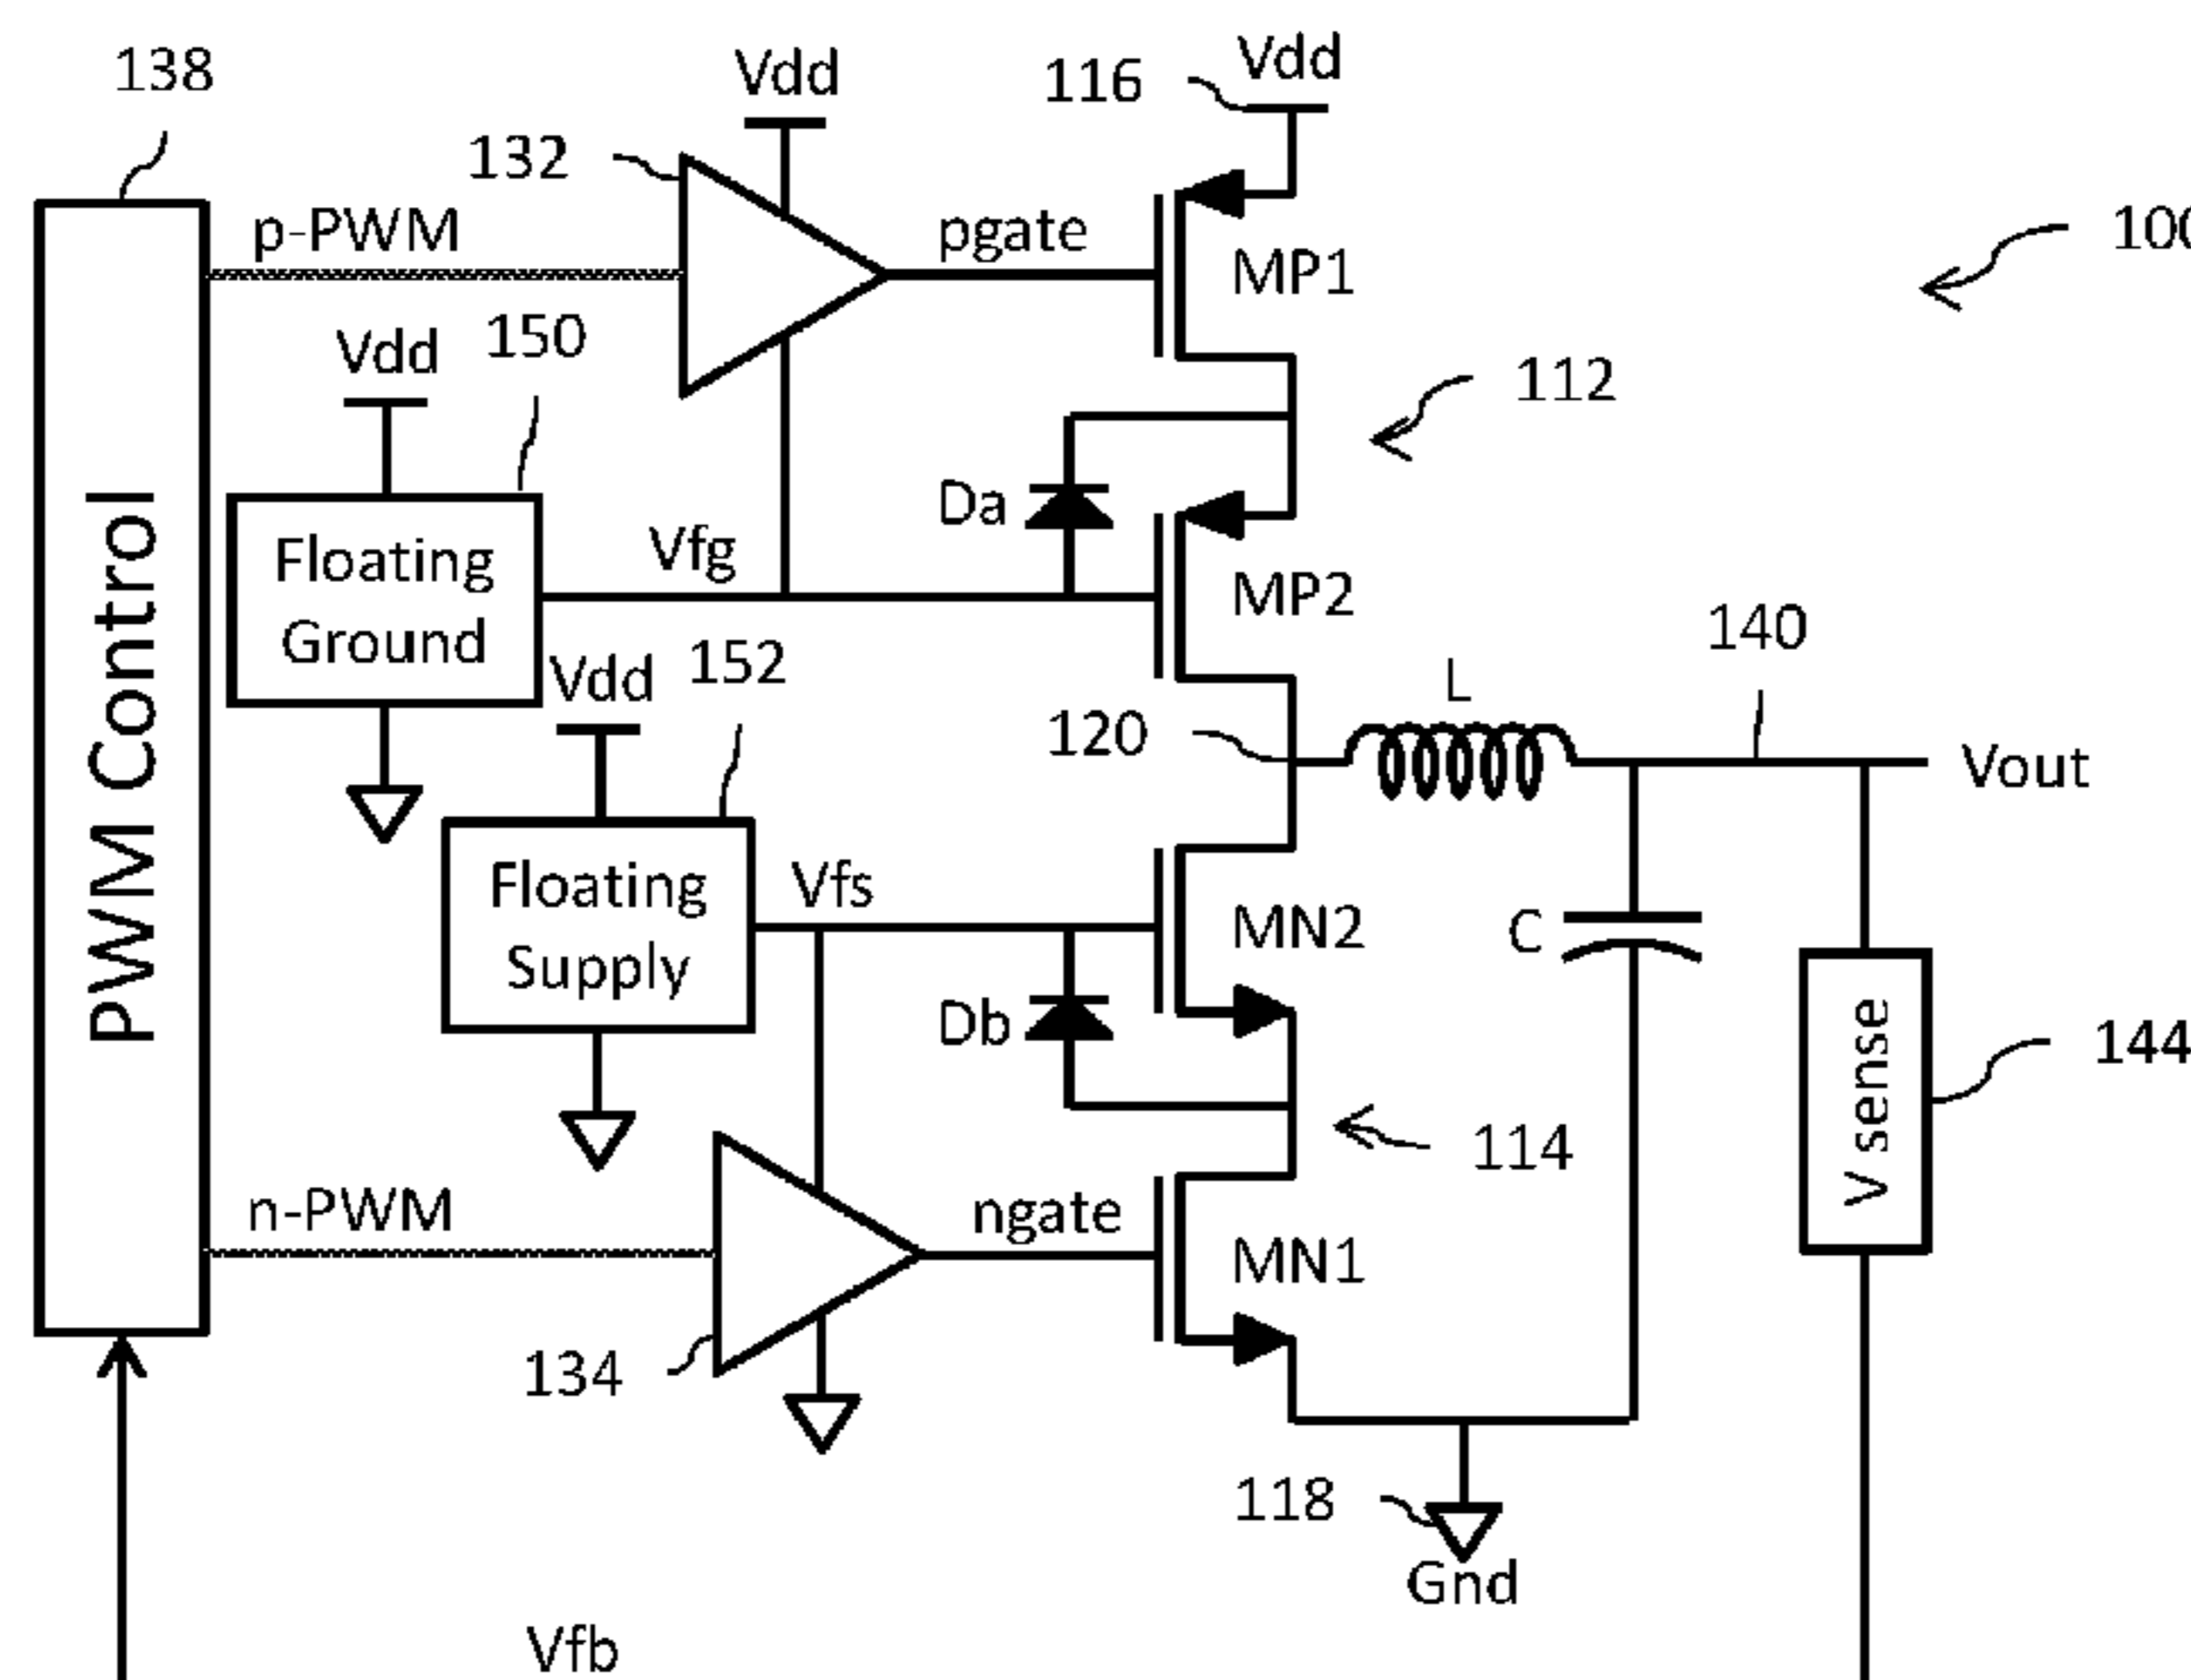 138
Vdd
116
Vdd
132
p-PWM
pgate
MP1
100
Vdd
150
112
Da
Floating
Ground
Vfg
MP2
PWM Control
Vdd
152
120
L
140
Vout
Floating
Supply
Vfs
MN2
C
Db
V sense
144
114
n-PWM
ngate
MN1
134
118
Gnd
Vfb